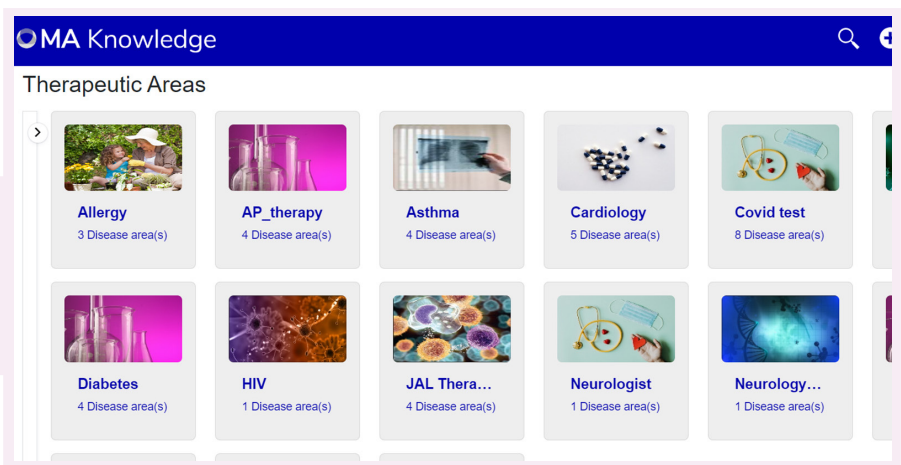 MA Knowledge
Therapeutic Areas
Allergy
3 Disease area(s)
AP_therapy
4 Disease area(s)
Asthma
4 Disease area(s)
Cardiology
5 Disease area(s)
Covid test
8 Disease area(s)
Diabetes
4 Disease area(s)
HIV
1 Disease area(s)
JAL Thera...
4 Disease area(s)
Neurologist
1 Disease area(s)
Neurology...
1 Disease area(s)